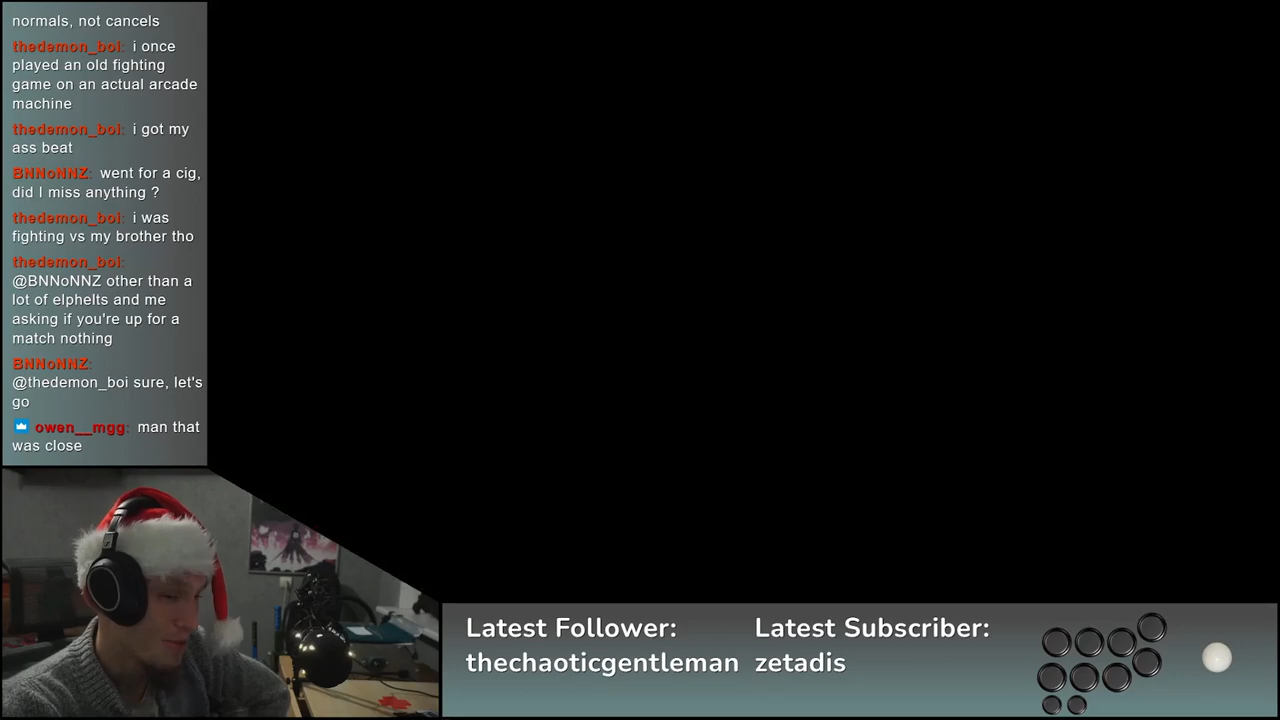 normals, not cancels
thedemon_boi: i once
played an old fighting
game on an actual arcade
machine
thedemon_boi: i got my
ass beat
BNNoNNZ: went for a cig,
did I miss anything ?
thedemon_boi: i was
fighting vs my brother tho
thedemon_boi:
@BNNoNNZ other than a
lot of elphelts and me
asking if you're up for a
match nothing
BNNoNNZ:
@thedemon_boi sure, let's
go
owen__mgg: man that
was close
Latest Follower:
thechaoticgentleman
Latest Subscriber:
zetadis